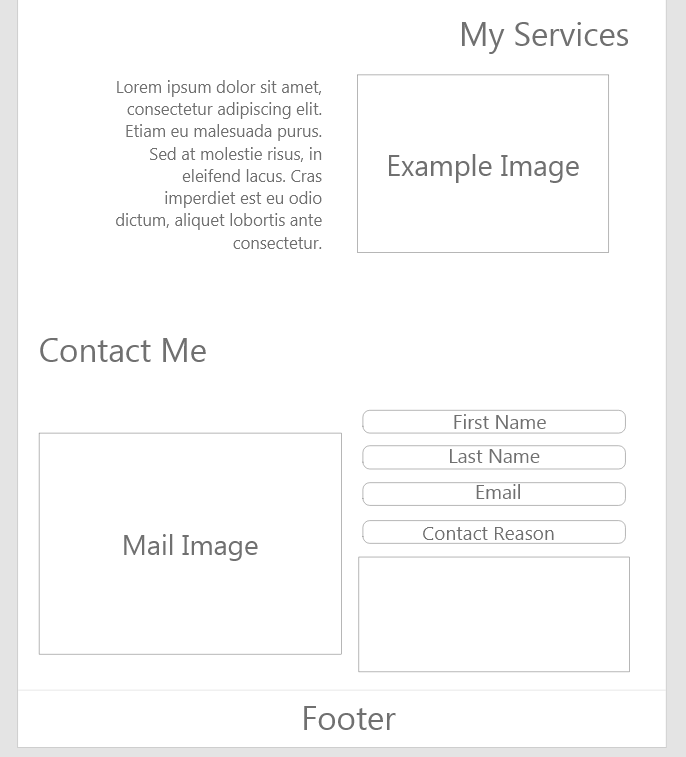 My Services
Lorem ipsum dolor sit amet,
consectetur adipiscing elit.
Etiam eu malesuada purus.
Sed at molestie risus, in
eleifend lacus. Cras
imperdiet est eu odio
dictum, aliquet lobortis ante
consectetur.
Example Image
Contact Me
Mail Image
First Name
Last Name
Email
Contact Reason
Footer